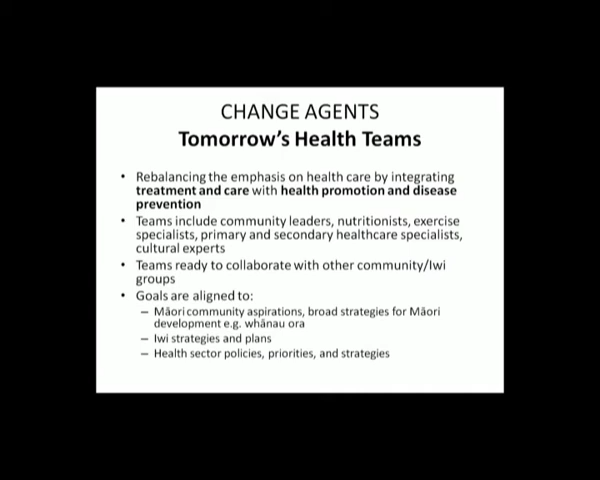 CHANGE AGENTS
Tomorrow's Health Teams
• Rebalancing the emphasis on health care by integrating
treatment and care with health promotion and disease
prevention
• Teams include community leaders, nutritionists, exercise
specialists, primary and secondary healthcare specialists,
cultural experts
• Teams ready to collaborate with other community/Iwi
groups
• Goals are aligned to:
– Māori community aspirations, broad strategies for Māori
development e.g. whānau ora
– Iwi strategies and plans
– Health sector policies, priorities, and strategies